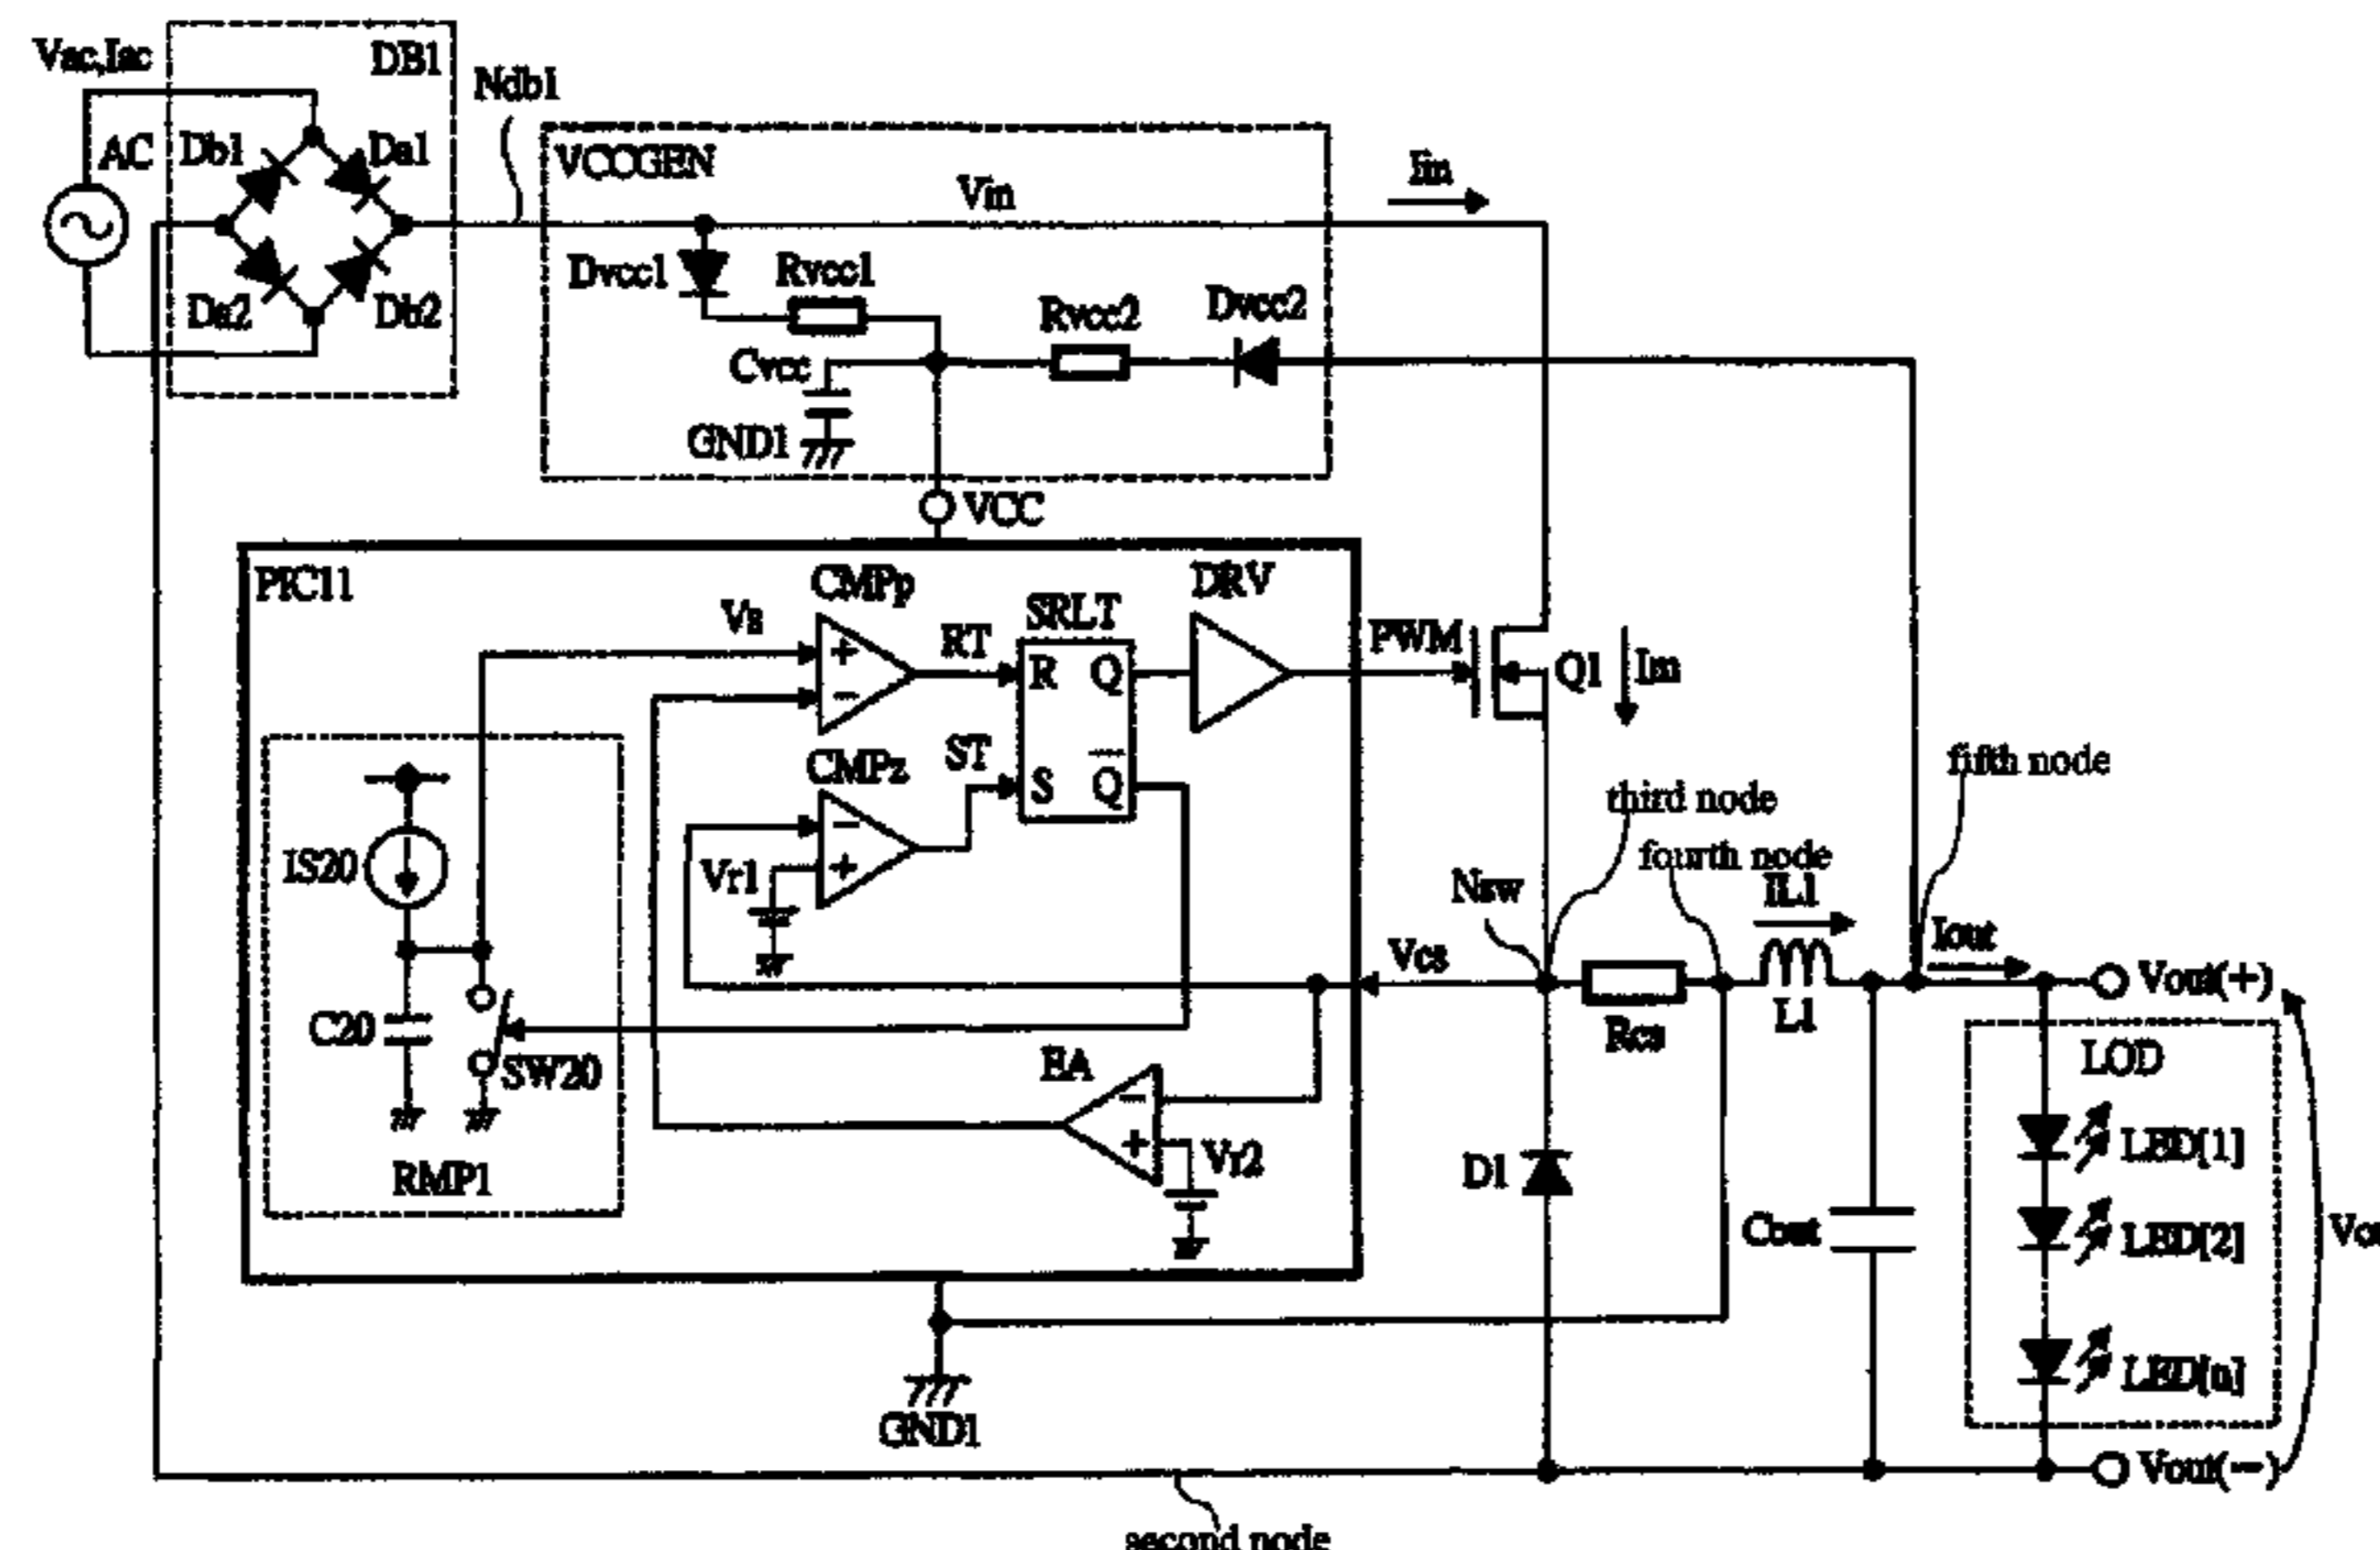 Vac,Iac
DB1
Ndb1
AC
Db1
Da1
VCCGEN
Vin
Iin
Dvcc1
Rvcc1
Da2
Db2
Rvcc2
Dvcc2
Cvcc
GND1
VCC
PIC11
CMPp
SRLT
DRV
Vs
RT
PWM
+
R
Q
Q1
Iin
−
CMPz
ST
fifth node
S
Q
third node
IS20
−
Vr1
+
fourth node
Nsw
IL1
Vcs
Iout
Vout(+)
C20
Rcs
L1
SW20
EA
LOD
−
+
Vr2
D1
LED[1]
RMP1
Cout
LED[2]
LED[n]
GND1
Vout(−)
second node